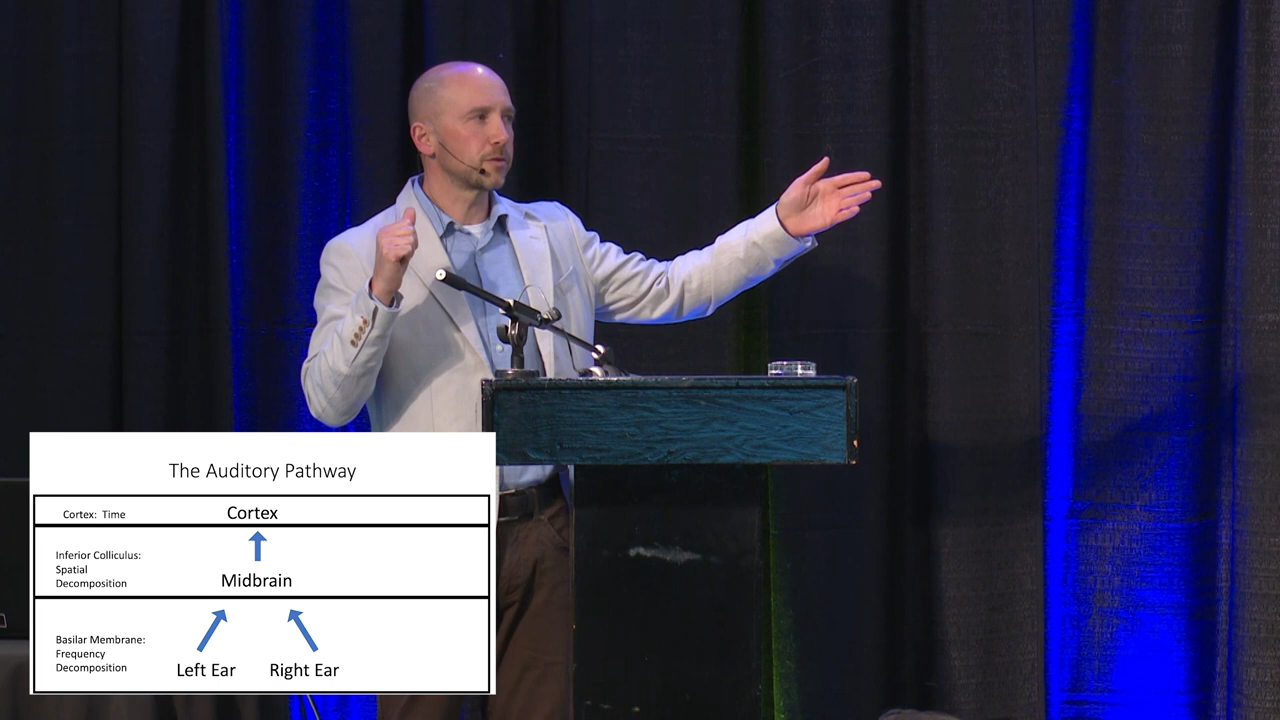 The Auditory Pathway
Cortex: Time
Cortex
Inferior Colliculus:
Spatial
Decomposition
Midbrain
Basilar Membrane:
Frequency
Decomposition
Left Ear
Right Ear